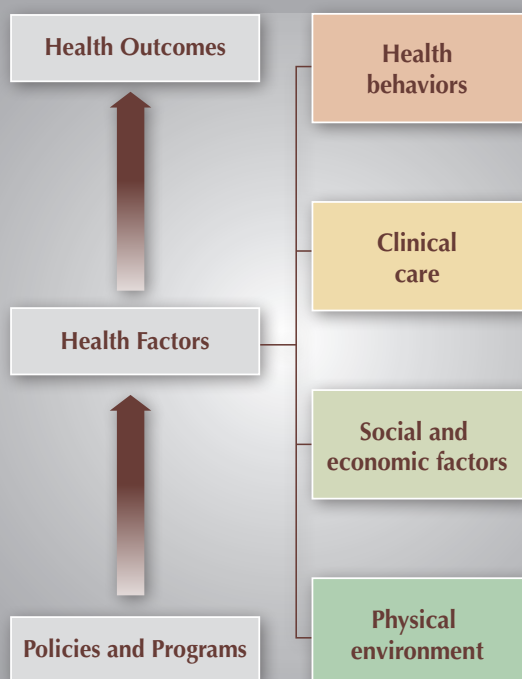 Health Outcomes
Health Factors
Policies and Programs
Health
behaviors
Clinical
care
Social and
economic factors
Physical
environment